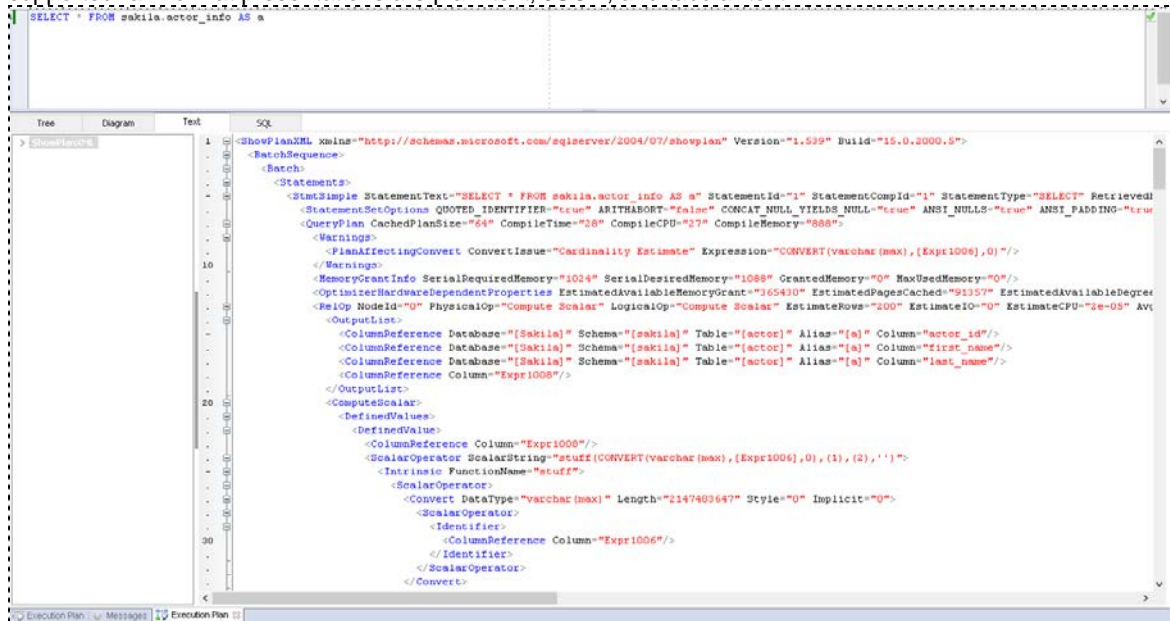 SELECT * FROM sakila.actor_info AS a
Tree Diagram Text SQL
ShowPlanXML
1 <ShowPlanXML xmlns="http://schemas.microsoft.com/sqlserver/2004/07/showplan" Version="1.539" Build="15.0.2000.5">
<BatchSequence>
<Batch>
<Statements>
<StmtSimple StatementText="SELECT * FROM sakila.actor_info AS a" StatementId="1" StatementCompId="1" StatementType="SELECT"
<StatementSetOptions QUOTED_IDENTIFIER="true" ARITHABORT="false" CONCAT_NULL_YIELDS_NULL="true" ANSI_NULLS="true" ANSI_PADDING="true
<QueryPlan CachedPlanSize="64" CompileTime="28" CompileCPU="27" CompileMemory="888">
<Warnings>
<PlanAffectingConvert ConvertIssue="Cardinality Estimate" Expression="CONVERT(varchar(max),[Expr1006],0)"/>
10 </Warnings>
<MemoryGrantInfo SerialRequiredMemory="1024" SerialDesiredMemory="1088" GrantedMemory="0" MaxUsedMemory="0"/>
<OptimizerHardwareDependentProperties EstimatedAvailableMemoryGrant="365430" EstimatedPagesCached="91357" EstimatedAvailableDegree
<RelOp NodeId="0" PhysicalOp="Compute Scalar" LogicalOp="Compute Scalar" EstimateRows="200" EstimateIO="0" EstimateCPU="2e-05"
<OutputList>
<ColumnReference Database="[Sakila]" Schema="[sakila]" Table="[actor]" Alias="[a]" Column="actor_id"/>
<ColumnReference Database="[Sakila]" Schema="[sakila]" Table="[actor]" Alias="[a]" Column="first_name"/>
<ColumnReference Database="[Sakila]" Schema="[sakila]" Table="[actor]" Alias="[a]" Column="last_name"/>
<ColumnReference Column="Expr1008"/>
</OutputList>
20 <ComputeScalar>
<DefinedValues>
<DefinedValue>
<ColumnReference Column="Expr1008"/>
<ScalarOperator ScalarString="stuff(CONVERT(varchar(max),[Expr1006],0),(1),(2),'')">
<Intrinsic FunctionName="stuff">
<ScalarOperator>
<Convert DataType="varchar(max)" Length="2147483647" Style="0" Implicit="0">
<ScalarOperator>
<Identifier>
30 <ColumnReference Column="Expr1006"/>
</Identifier>
</ScalarOperator>
</Convert>
Execution Plan Messages Execution Plan